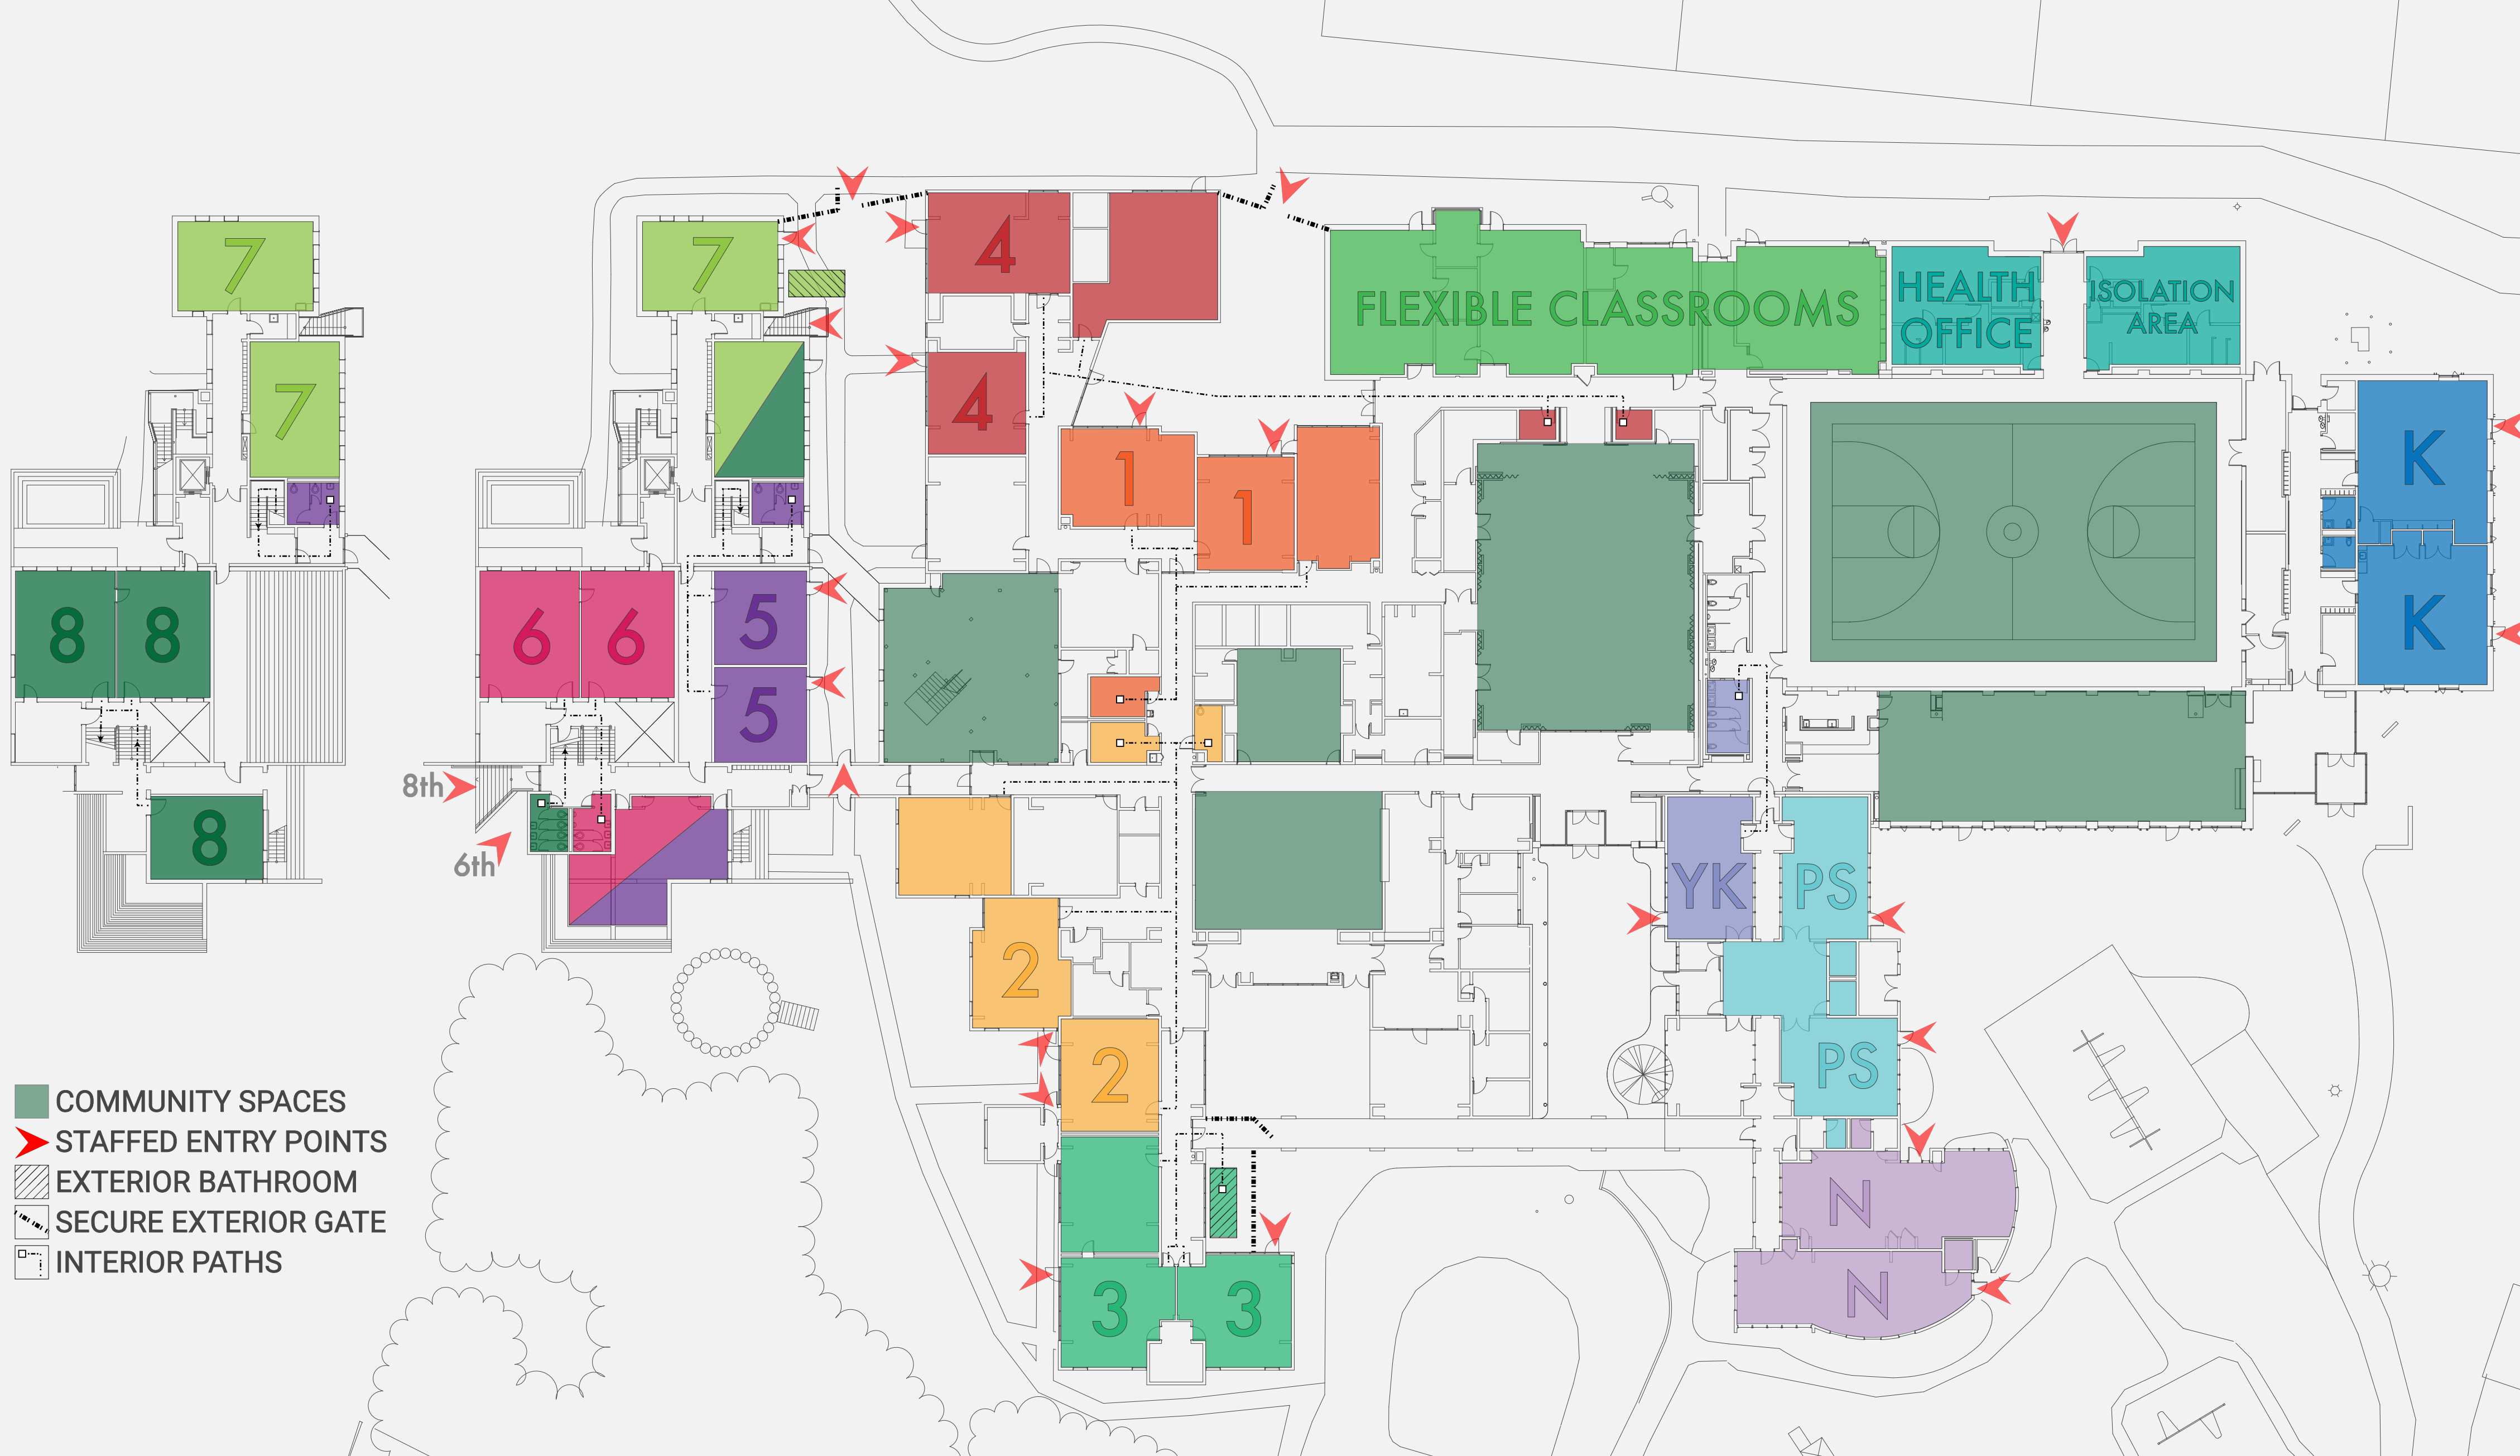 7
7
4
FLEXIBLE CLASSROOMS
HEALTH
OFFICE
ISOLATION
AREA
7
4
1
1
K
8
8
6
6
5
K
5
8th
6th
8
YK
PS
2
2
PS
N
N
3
3
COMMUNITY SPACES
STAFFED ENTRY POINTS
EXTERIOR BATHROOM
SECURE EXTERIOR GATE
INTERIOR PATHS